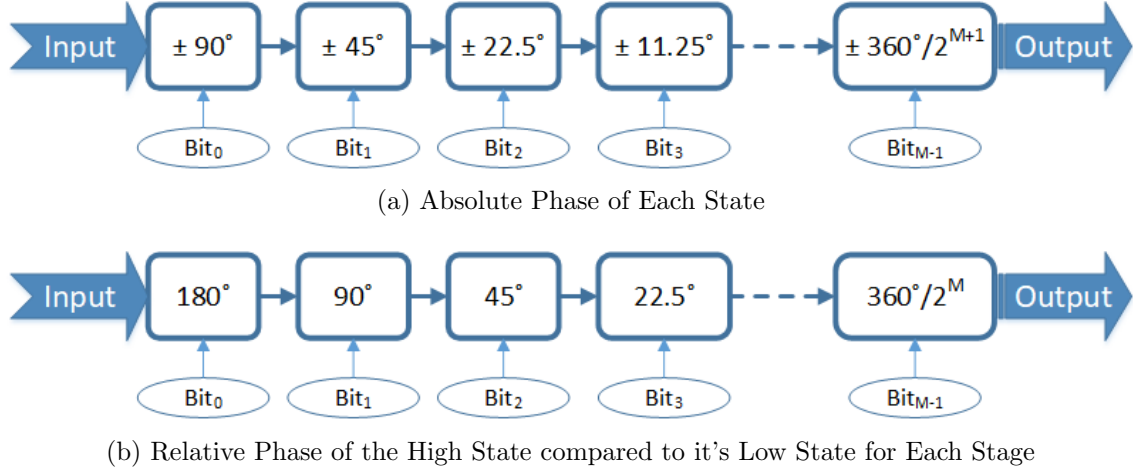 Input ± 90° ± 45° ± 22.5° ± 11.25° ± 360°/2^M+1 Output
Bit₀ Bit₁ Bit₂ Bit₃ Bit_M-1
(a) Absolute Phase of Each State
Input 180° 90° 45° 22.5° 360°/2^M Output
Bit₀ Bit₁ Bit₂ Bit₃ Bit_M-1
(b) Relative Phase of the High State compared to it's Low State for Each Stage